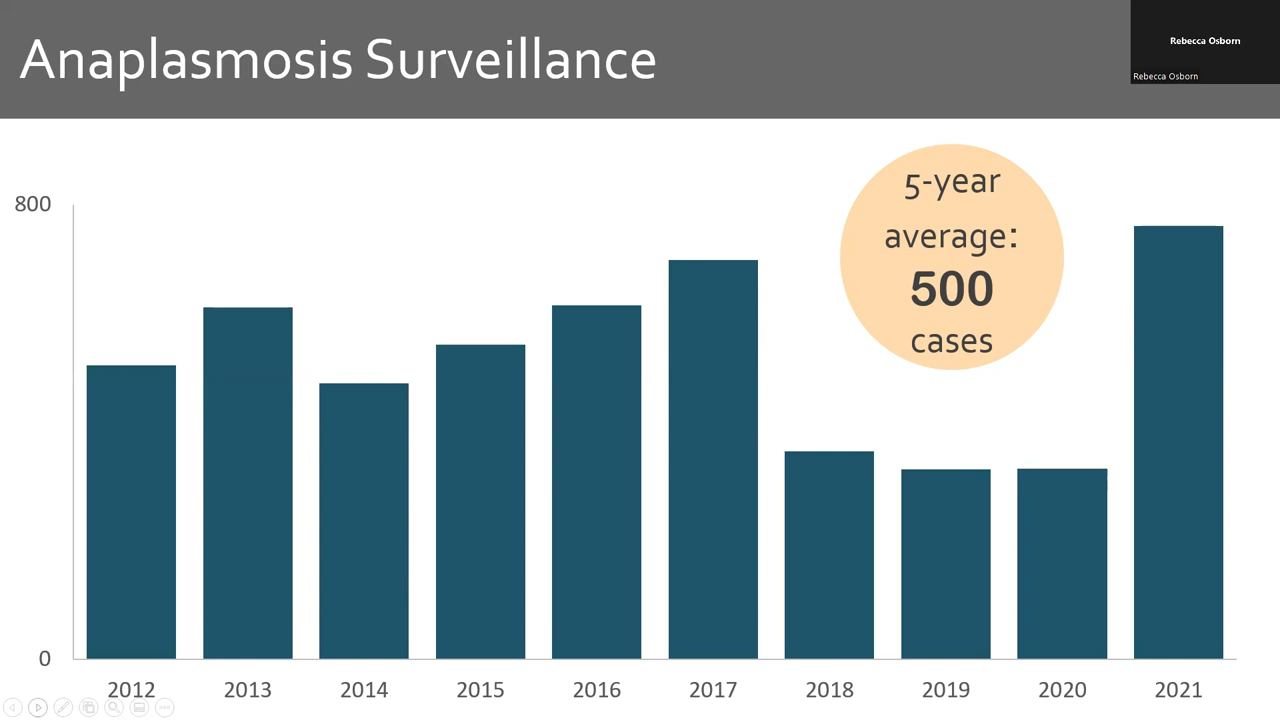 Anaplasmosis Surveillance
Rebecca Osborn
Rebecca Osborn
5-year
average:
500
cases
800
0
2012 2013 2014 2015 2016 2017 2018 2019 2020 2021